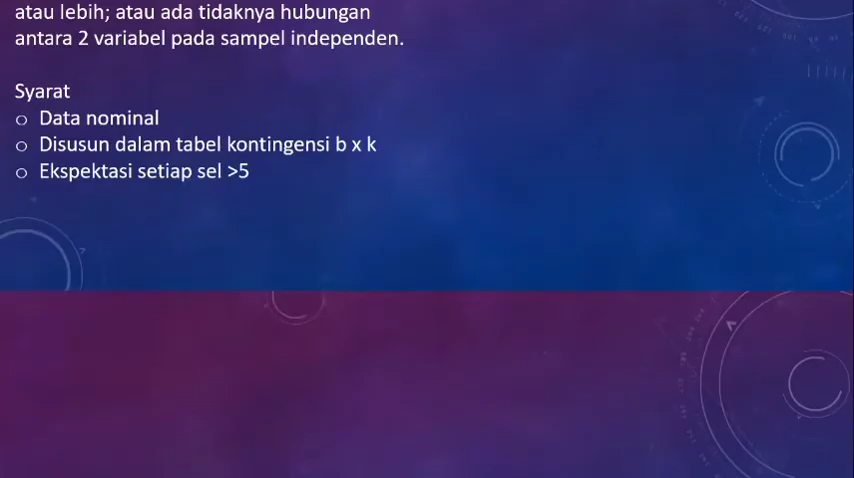 atau lebih; atau ada tidaknya hubungan
antara 2 variabel pada sampel independen.
Syarat
o Data nominal
o Disusun dalam tabel kontingensi b x k
o Ekspektasi setiap sel >5